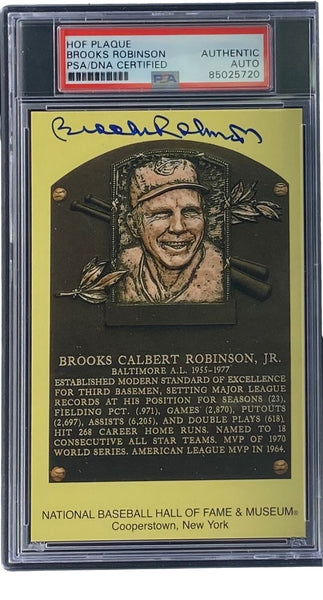 HOF PLAQUE
BROOKS ROBINSON
PSA/DNA CERTIFIED
AUTHENTIC
AUTO
85025720
PSA
Brooks Robinson
BROOKS CALBERT ROBINSON, JR.
BALTIMORE A.L. 1955-1977
ESTABLISHED MODERN STANDARD OF EXCELLENCE
FOR THIRD BASEMEN, SETTING MAJOR LEAGUE
RECORDS AT HIS POSITION FOR SEASONS (23),
FIELDING PCT. (.971), GAMES (2,870), PUTOUTS
(2,697), ASSISTS (6,205), AND DOUBLE PLAYS (618).
HIT 268 CAREER HOME RUNS. NAMED TO 18
CONSECUTIVE ALL STAR TEAMS. MVP OF 1970
WORLD SERIES. AMERICAN LEAGUE MVP IN 1964.
NATIONAL BASEBALL HALL OF FAME & MUSEUM®
Cooperstown, New York